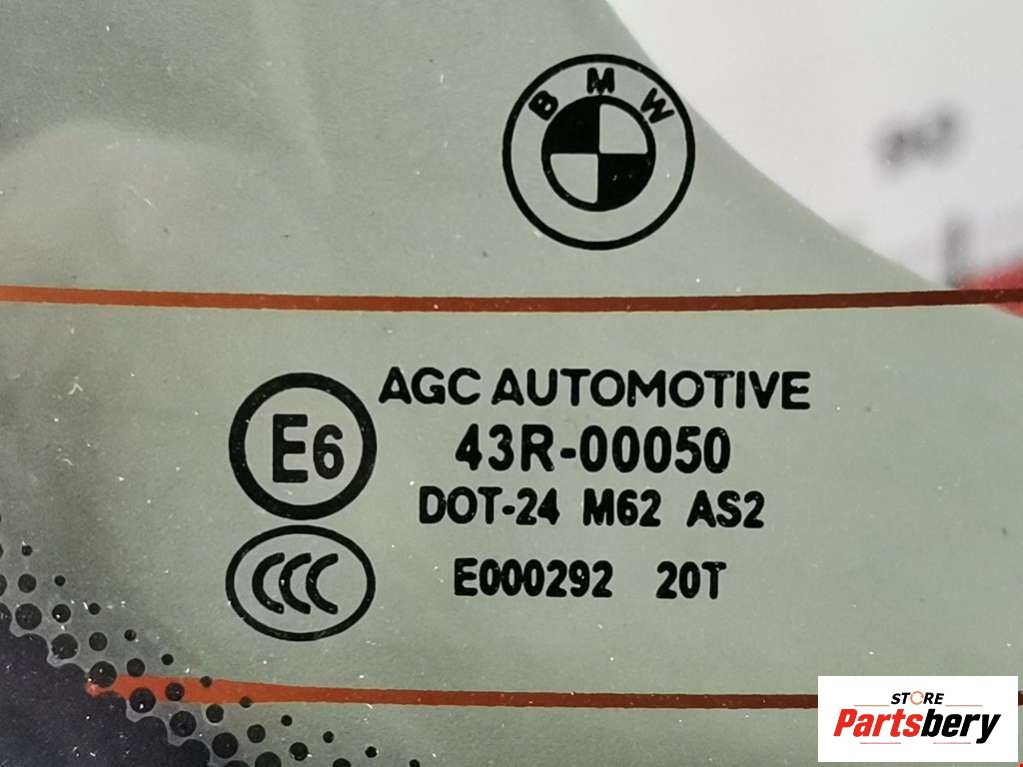 BMW
AGC AUTOMOTIVE
E6
43R-00050
DOT-24 M62 AS2
CCC
E000292 20T
STORE
Partsbery